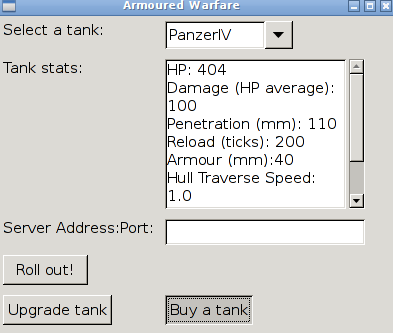 Armoured Warfare
Select a tank:
PanzerIV
Tank stats:
HP: 404
Damage (HP average):
100
Penetration (mm): 110
Reload (ticks): 200
Armour (mm):40
Hull Traverse Speed:
1.0
Server Address:Port:
Roll out!
Upgrade tank
Buy a tank